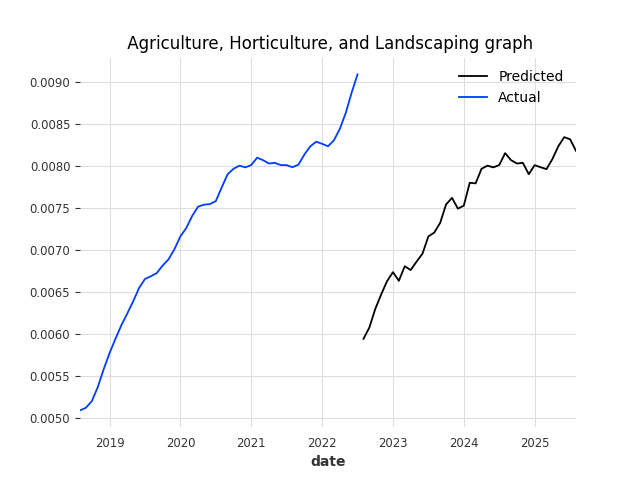 Agriculture, Horticulture, and Landscaping graph
Predicted
Actual
0.0090
0.0085
0.0080
0.0075
0.0070
0.0065
0.0060
0.0055
0.0050
2019 2020 2021 2022 2023 2024 2025
date